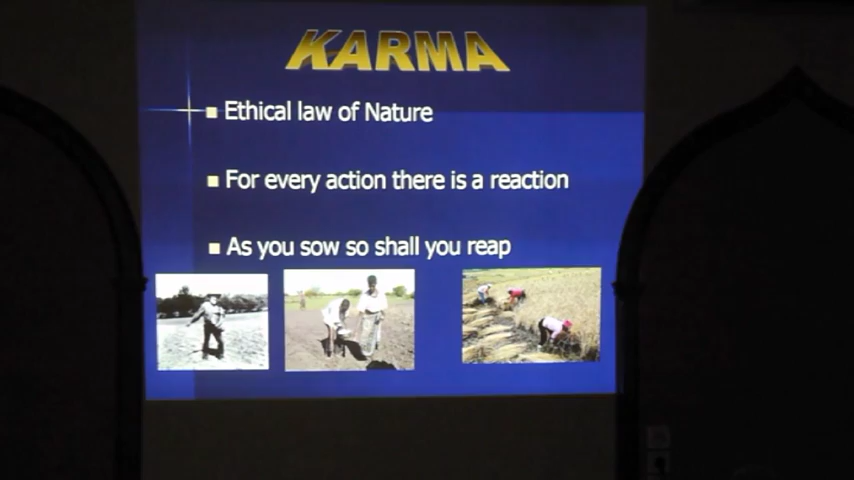 KARMA
Ethical law of Nature
For every action there is a reaction
As you sow so shall you reap